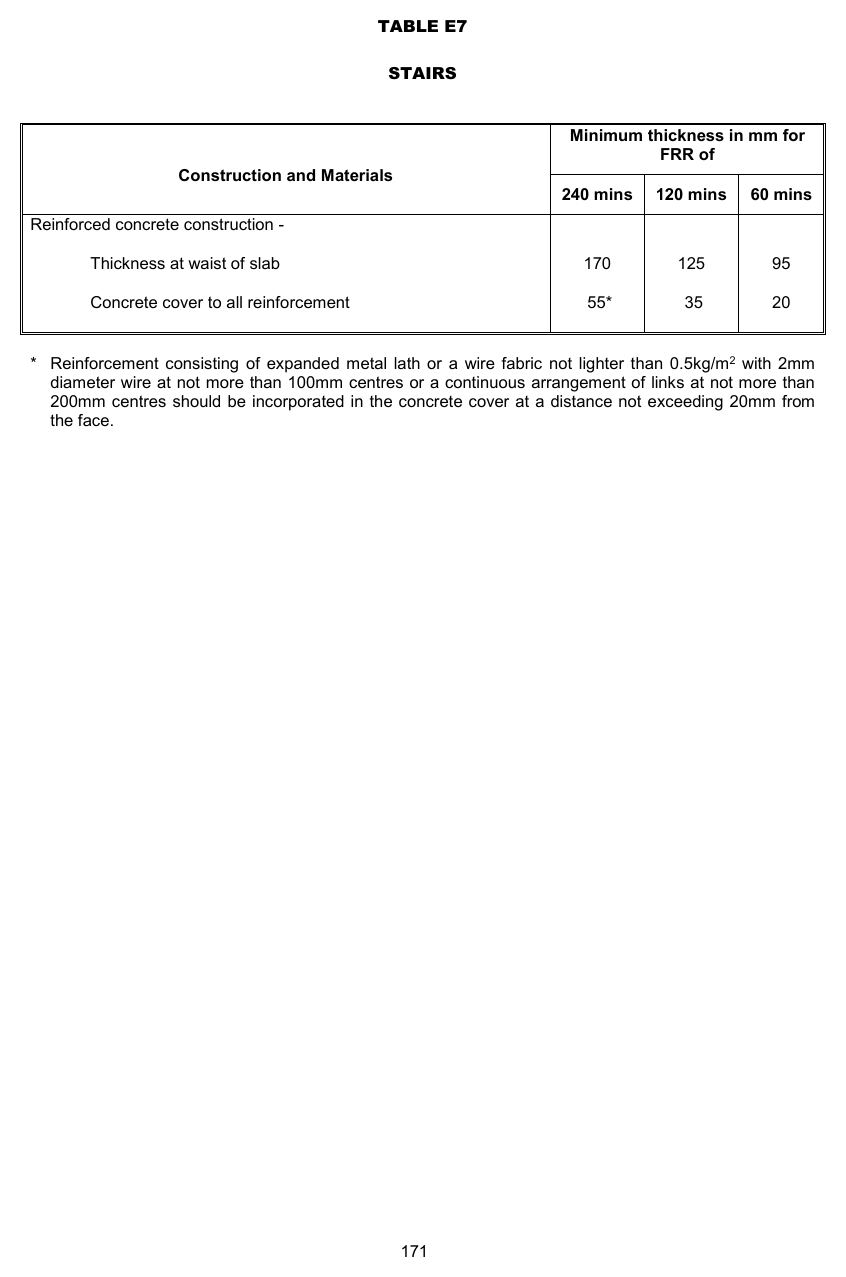 TABLE E7
STAIRS
Construction and Materials
Minimum thickness in mm for
FRR of
240 mins 120 mins 60 mins
Reinforced concrete construction -
Thickness at waist of slab 170 125 95
Concrete cover to all reinforcement 55* 35 20
* Reinforcement consisting of expanded metal lath or a wire fabric not lighter than 0.5kg/m² with 2mm
diameter wire at not more than 100mm centres or a continuous arrangement of links at not more than
200mm centres should be incorporated in the concrete cover at a distance not exceeding 20mm from
the face.
171